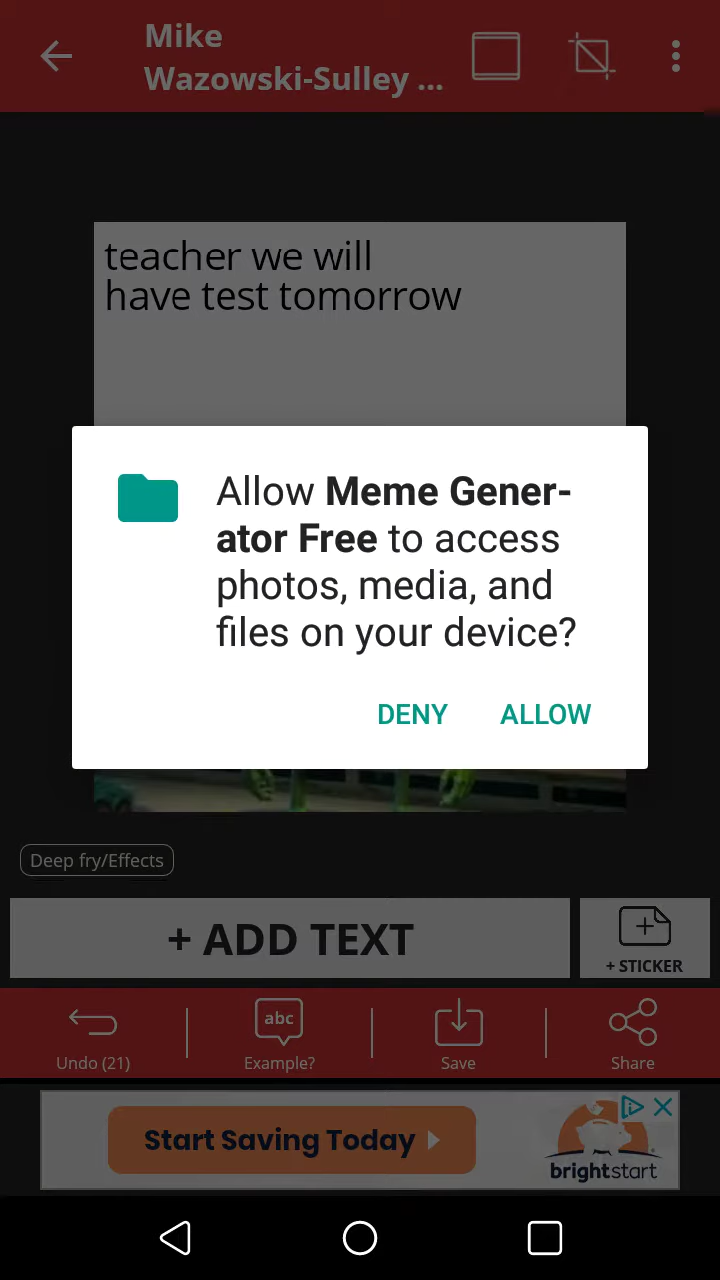 Mike
Wazowski-Sulley ...
teacher we will
have test tomorrow
Allow Meme Gener-
ator Free to access
photos, media, and
files on your device?
DENY ALLOW
Deep fry/Effects
+ ADD TEXT
+ STICKER
abc
Undo (21) Example? Save Share
Start Saving Today
brightstart